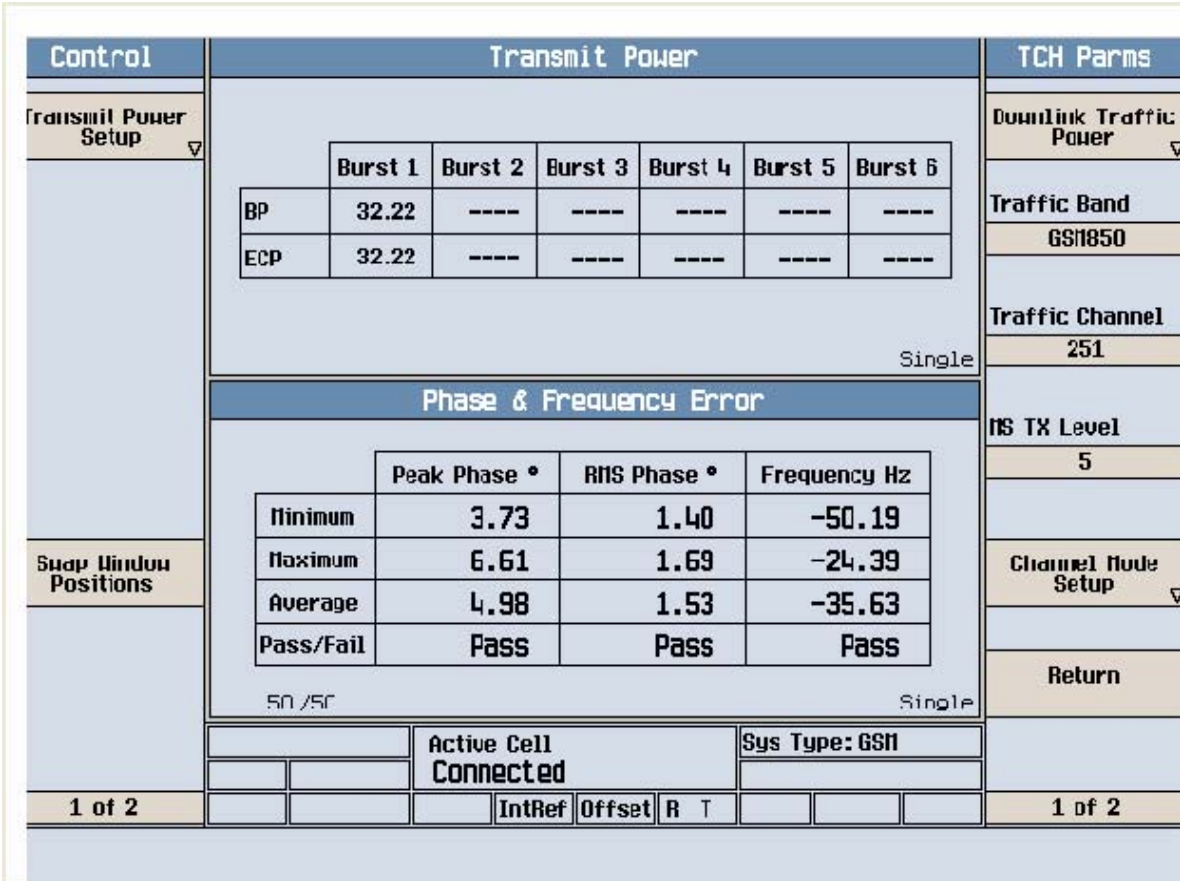 Control
Transmit Power
TCH Parms
Transmit Power
Setup
Downlink Traffic
Power
Burst 1 Burst 2 Burst 3 Burst 4 Burst 5 Burst 6
BP 32.22 ---- ---- ---- ---- ----
ECP 32.22 ---- ---- ---- ---- ----
Single
Traffic Band
GSM850
Traffic Channel
251
Phase & Frequency Error
MS TX Level
5
Peak Phase ° RMS Phase ° Frequency Hz
Minimum 3.73 1.40 -50.19
Maximum 6.61 1.69 -24.39
Average 4.98 1.53 -35.63
Pass/Fail Pass Pass Pass
50/50
Single
Swap Window
Positions
Channel Mode
Setup
Return
Active Cell
Connected
Sys Type: GSM
IntRef Offset R T
1 of 2
1 of 2